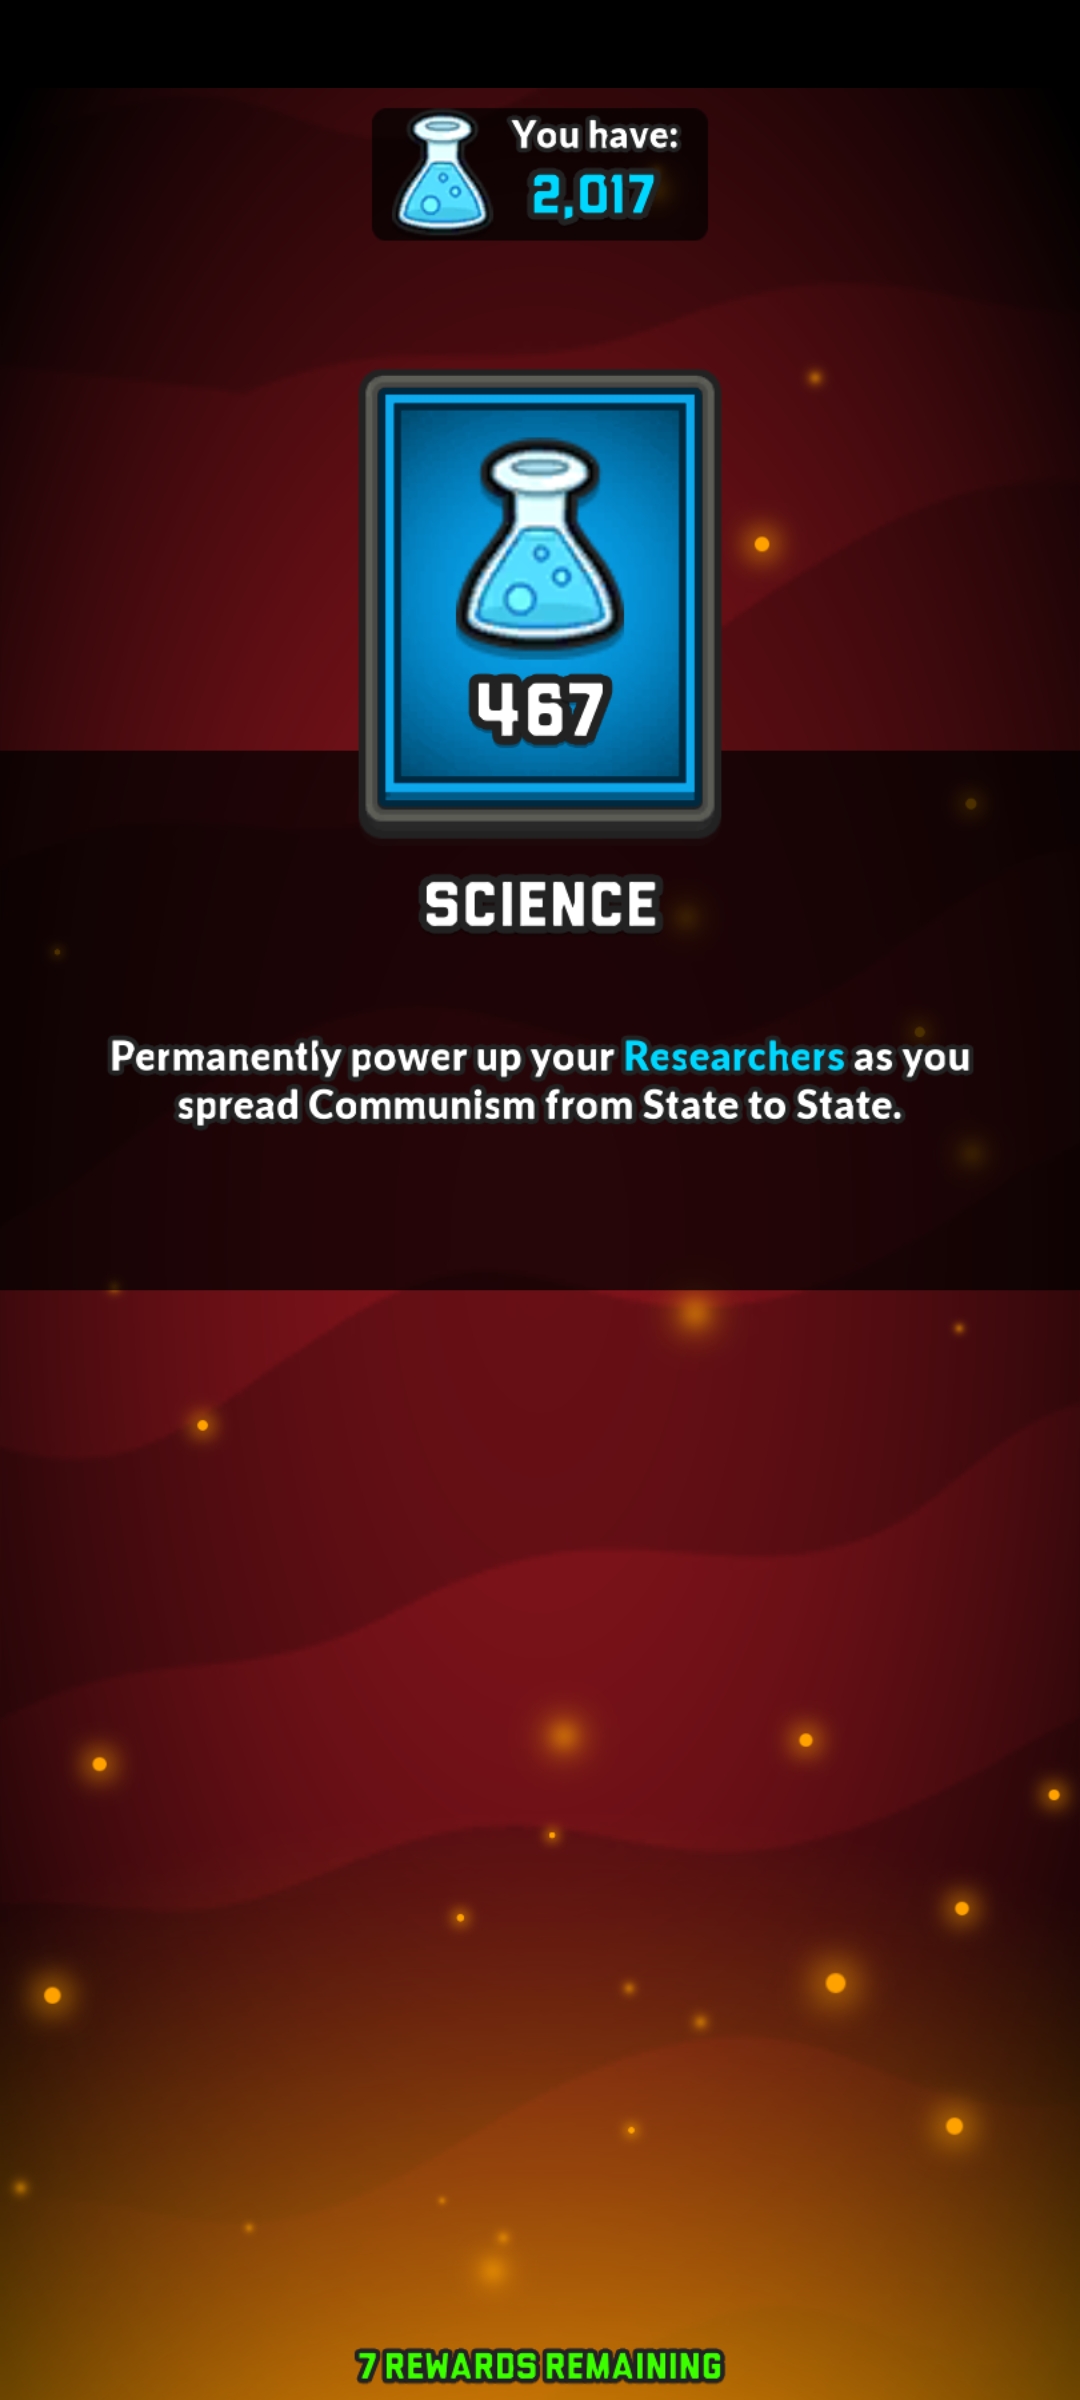 You have:
2,017
467
SCIENCE
Permanently power up your Researchers as you
spread Communism from State to State.
7 REWARDS REMAINING